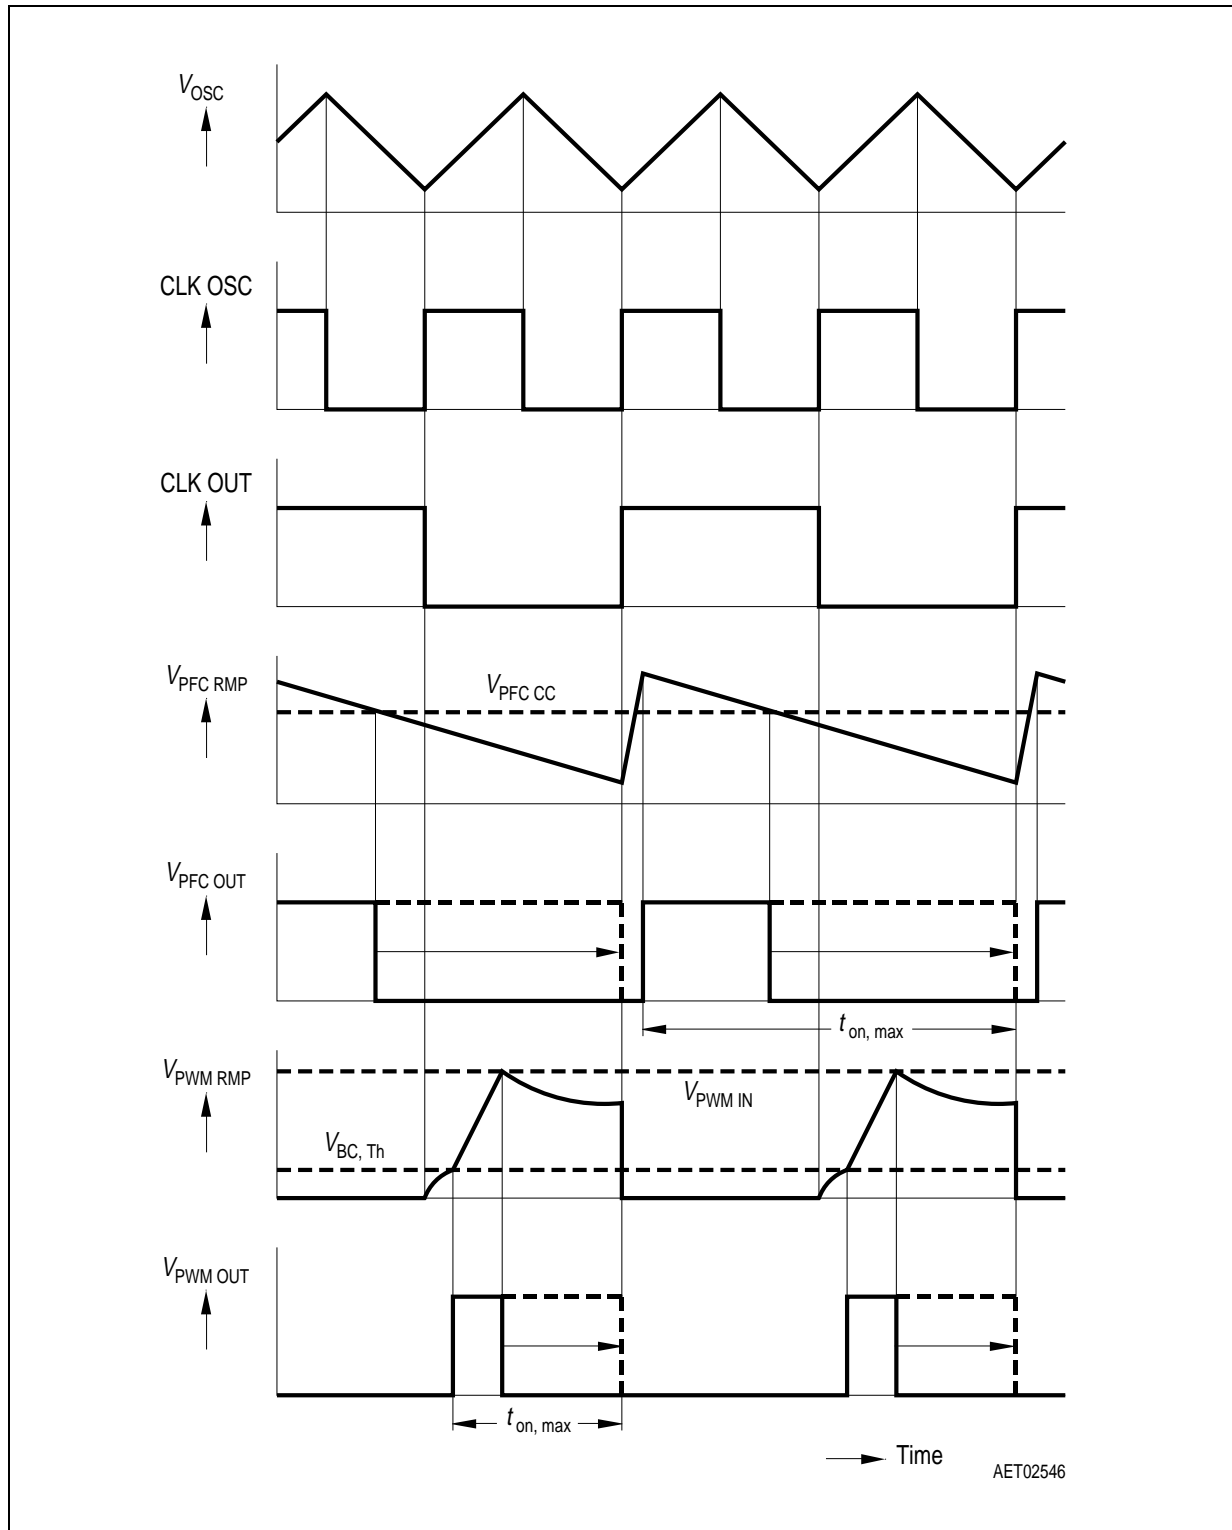 VOSC
CLK OSC
CLK OUT
VPFC RMP
VPFC CC
VPFC OUT
ton, max
VPWM RMP
VPWM IN
VBC, Th
VPWM OUT
ton, max
Time
AET02546